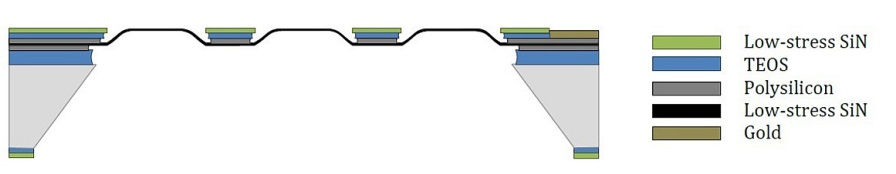 Low-stress SiN
TEOS
Polysilicon
Low-stress SiN
Gold